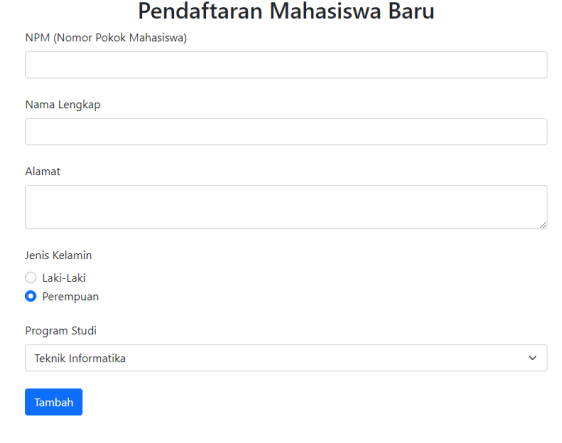 Pendaftaran Mahasiswa Baru
NPM (Nomor Pokok Mahasiswa)
Nama Lengkap
Alamat
Jenis Kelamin
Laki-Laki
Perempuan
Program Studi
Teknik Informatika
Tambah